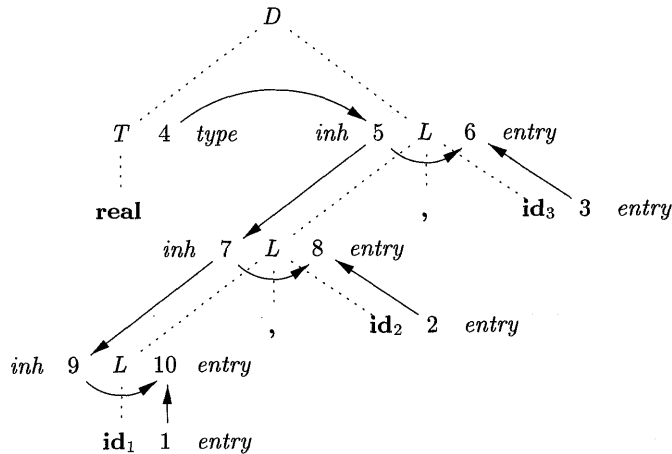 D
T 4 type inh 5 L 6 entry
real , id₃ 3 entry
inh 7 L 8 entry
, id₂ 2 entry
inh 9 L 10 entry
id₁ 1 entry